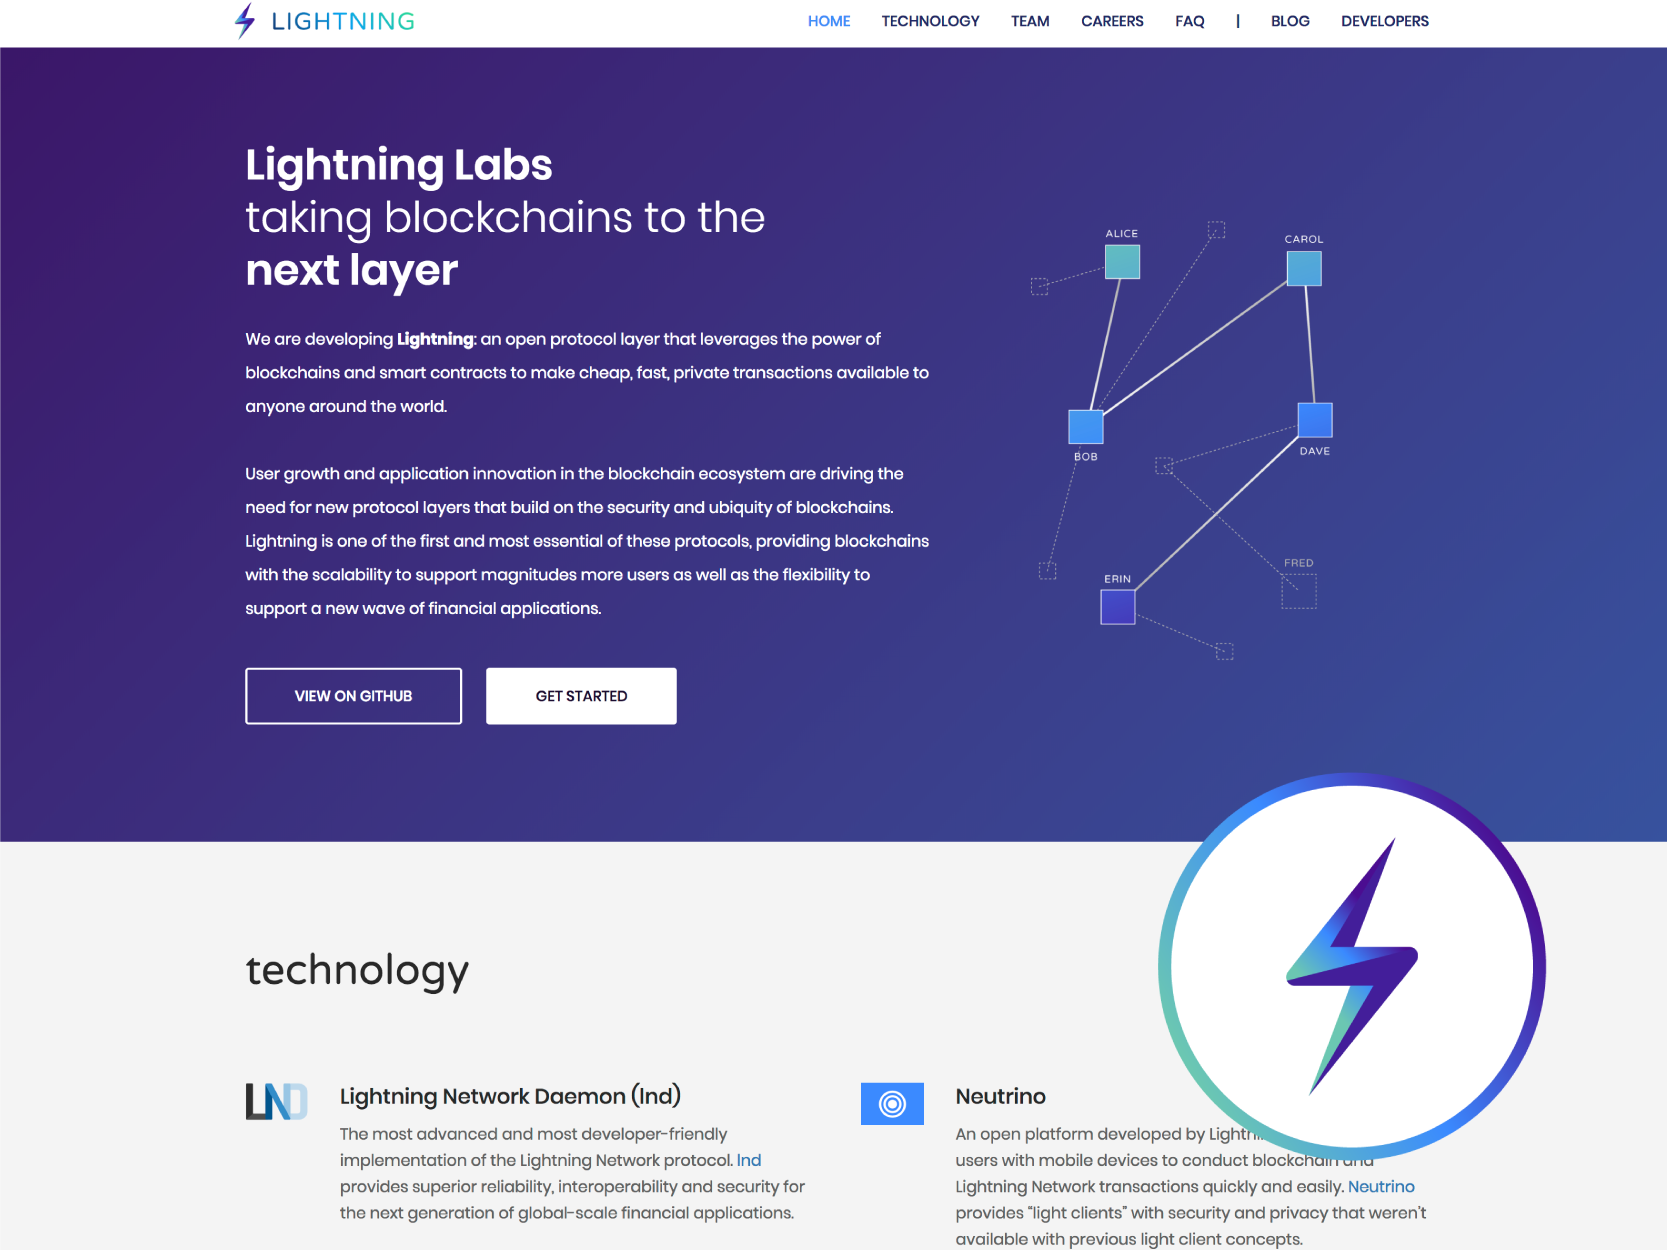 LIGHTNING
HOME TECHNOLOGY TEAM CAREERS FAQ | BLOG DEVELOPERS
Lightning Labs
taking blockchains to the
next layer
We are developing Lightning: an open protocol layer that leverages the power of
blockchains and smart contracts to make cheap, fast, private transactions available to
anyone around the world.
User growth and application innovation in the blockchain ecosystem are driving the
need for new protocol layers that build on the security and ubiquity of blockchains.
Lightning is one of the first and most essential of these protocols, providing blockchains
with the scalability to support magnitudes more users as well as the flexibility to
support a new wave of financial applications.
VIEW ON GITHUB
GET STARTED
ALICE
CAROL
BOB
DAVE
FRED
ERIN
technology
LND
Lightning Network Daemon (lnd)
The most advanced and most developer-friendly
implementation of the Lightning Network protocol. lnd
provides superior reliability, interoperability and security for
the next generation of global-scale financial applications.
Neutrino
An open platform developed by
users with mobile devices to conduct blockchain and
Lightning Network transactions quickly and easily. Neutrino
provides "light clients" with security and privacy that weren't
available with previous light client concepts.